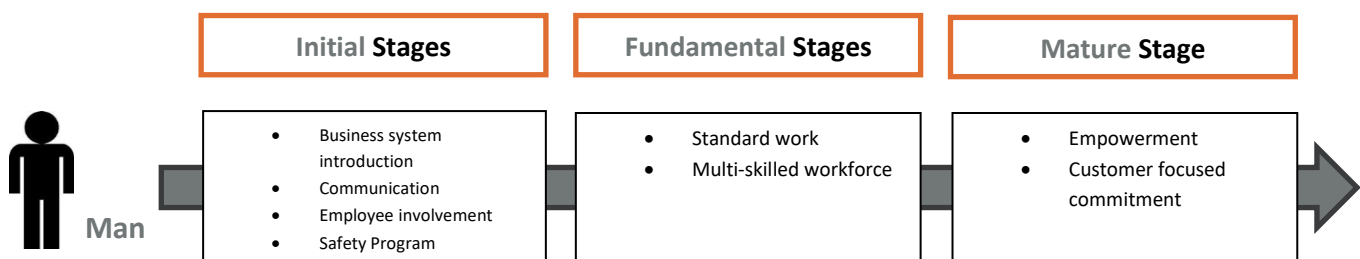 Initial Stages
Fundamental Stages
Mature Stage
Man
• Business system
introduction
• Communication
• Employee involvement
• Safety Program
• Standard work
• Multi-skilled workforce
• Empowerment
• Customer focused
commitment